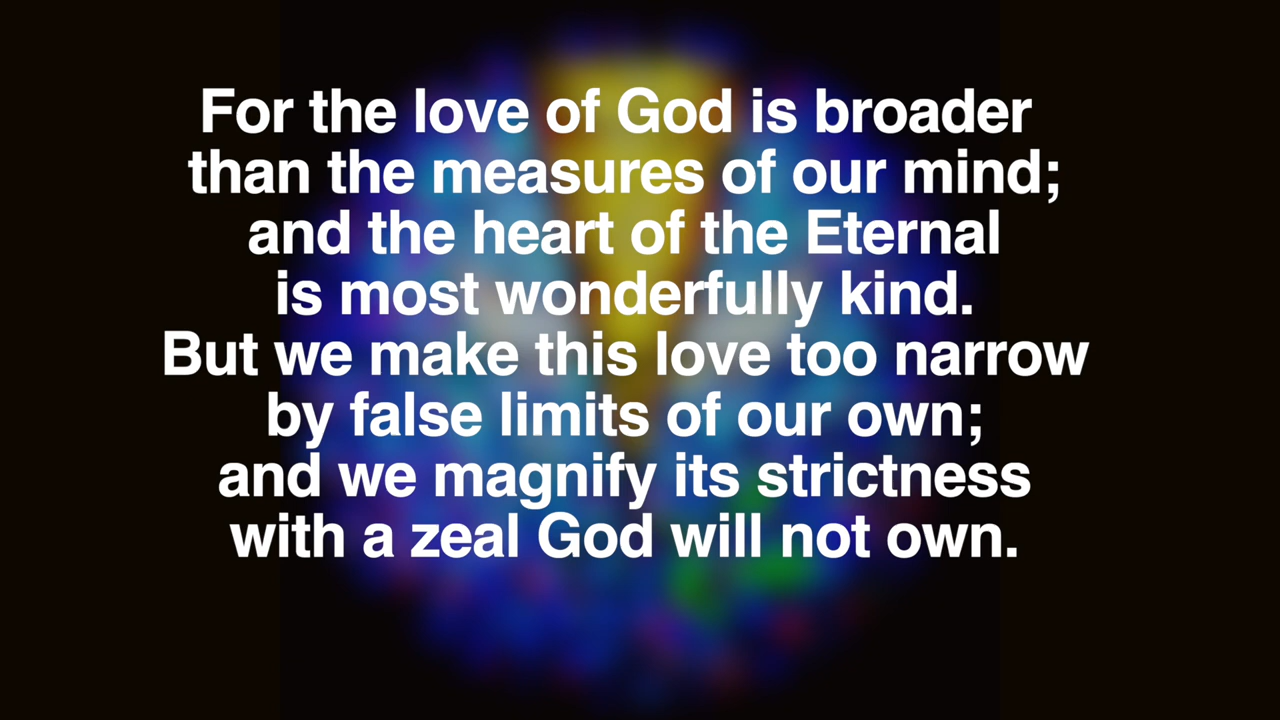 For the love of God is broader
than the measures of our mind;
and the heart of the Eternal
is most wonderfully kind.
But we make this love too narrow
by false limits of our own;
and we magnify its strictness
with a zeal God will not own.